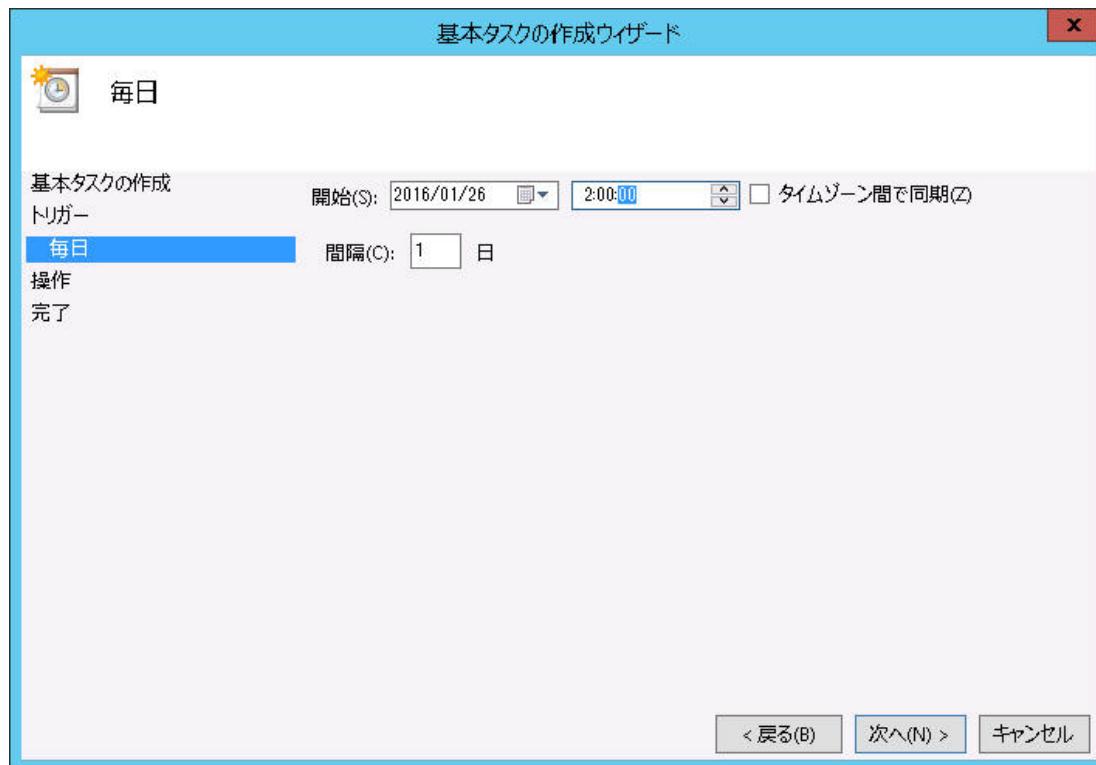 基本タスクの作成ウィザード
x
毎日
基本タスクの作成
トリガー
毎日
操作
完了
開始(S): 2016/01/26 2:00:00 タイムゾーン間で同期(Z)
間隔(C): 1 日
< 戻る(B) 次へ(N) > キャンセル